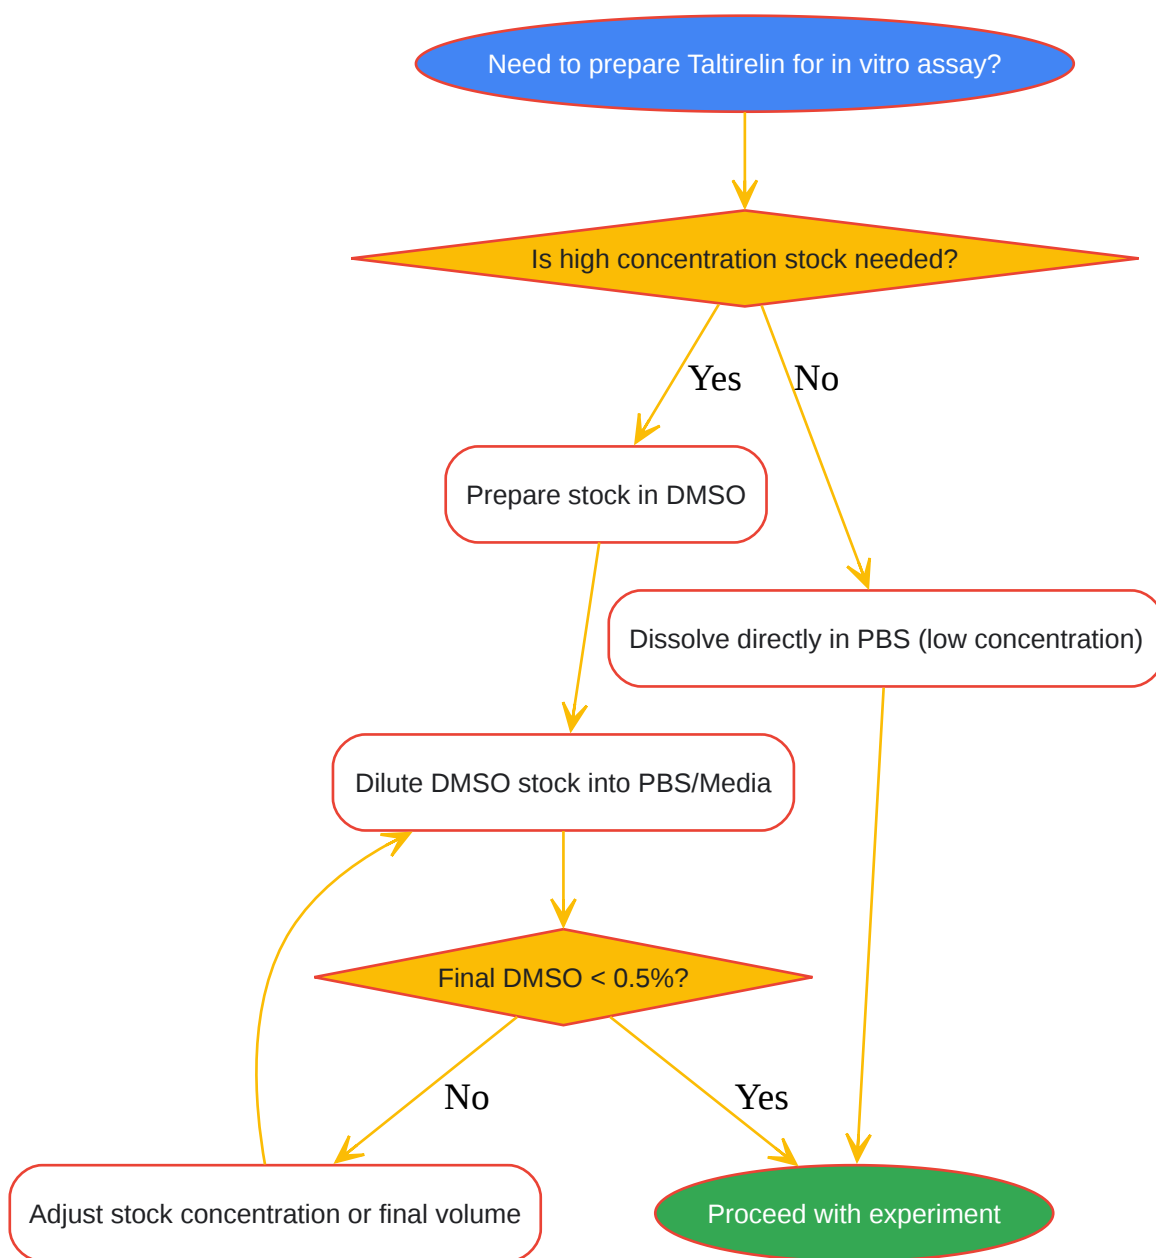 Need to prepare Taltirelin for in vitro assay?
Is high concentration stock needed?
Yes
No
Prepare stock in DMSO
Dissolve directly in PBS (low concentration)
Dilute DMSO stock into PBS/Media
Final DMSO < 0.5%?
No
Yes
Adjust stock concentration or final volume
Proceed with experiment